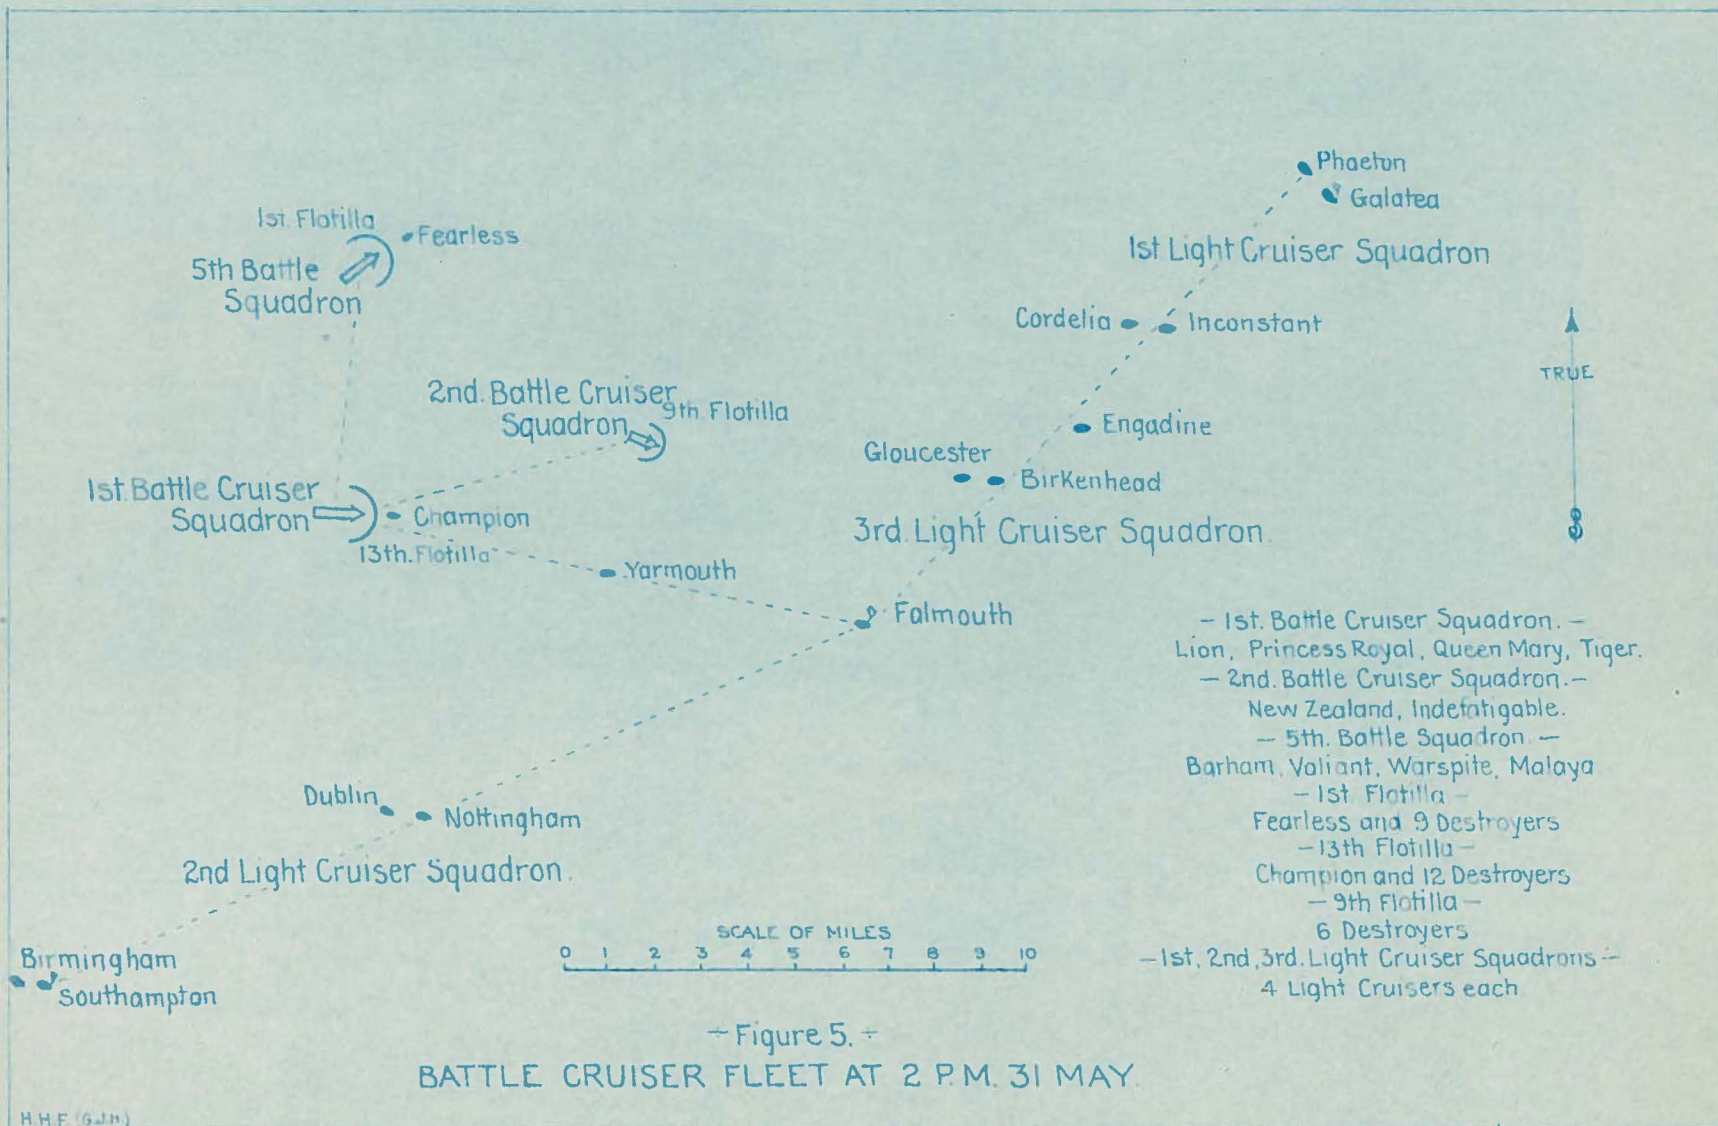 Phaeton
Galatea
1st Light Cruiser Squadron
Cordelia
Inconstant
1st. Flotilla
Fearless
5th Battle
Squadron
TRUE
2nd. Battle Cruiser
Squadron
9th. Flotilla
Engadine
Gloucester
Birkenhead
3rd. Light Cruiser Squadron
1st. Battle Cruiser
Squadron
Champion
13th. Flotilla
Yarmouth
Falmouth
Dublin
Nottingham
2nd Light Cruiser Squadron.
Birmingham
Southampton
- 1st. Battle Cruiser Squadron. -
Lion, Princess Royal, Queen Mary, Tiger.
- 2nd. Battle Cruiser Squadron. -
New Zealand, Indefatigable.
- 5th. Battle Squadron. -
Barham, Valiant, Warspite, Malaya
- 1st Flotilla -
Fearless and 9 Destroyers
- 13th Flotilla -
Champion and 12 Destroyers
- 9th Flotilla -
6 Destroyers
- 1st, 2nd, 3rd. Light Cruiser Squadrons -
4 Light Cruisers each
SCALE OF MILES
0 1 2 3 4 5 6 7 8 9 10
- Figure 5. -
BATTLE CRUISER FLEET AT 2 P.M. 31 MAY.
H.H.F. (G.J.M.)